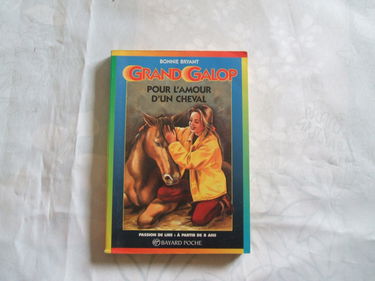 BONNIE BRYANT
GRAND GALOP
POUR L'AMOUR
D'UN CHEVAL
PASSION DE LIRE : À PARTIR DE 8 ANS
BAYARD POCHE